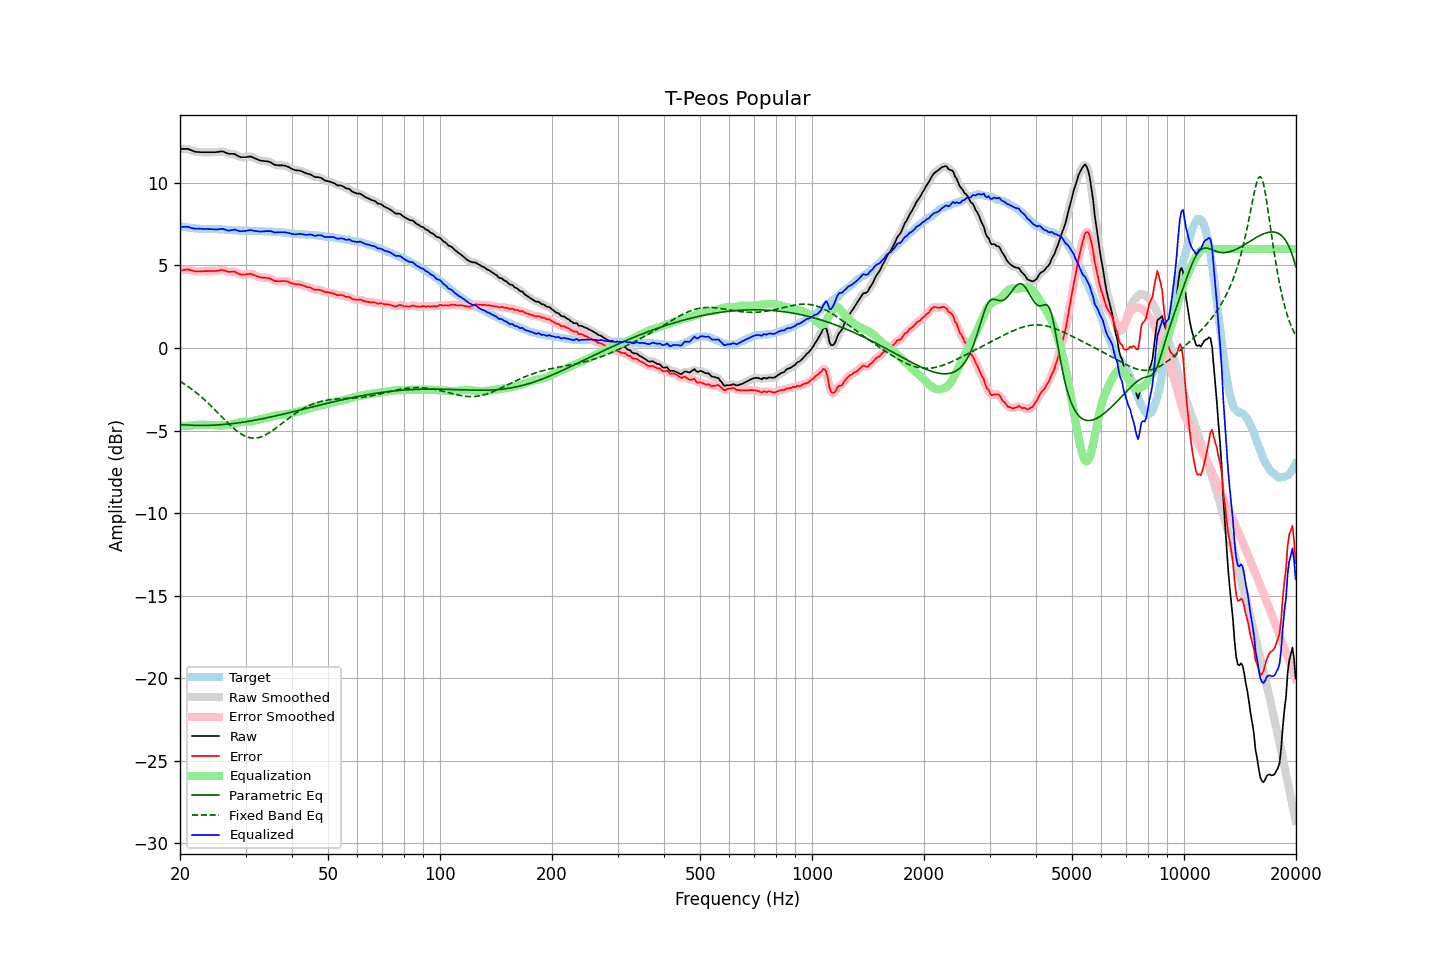 T-Peos Popular
Amplitude (dBr)
10
5
0
−5
−10
−15
−20
−25
−30
Target
Raw Smoothed
Error Smoothed
Raw
Error
Equalization
Parametric Eq
Fixed Band Eq
Equalized
20
50
100
200
500
1000
2000
5000
10000
20000
Frequency (Hz)